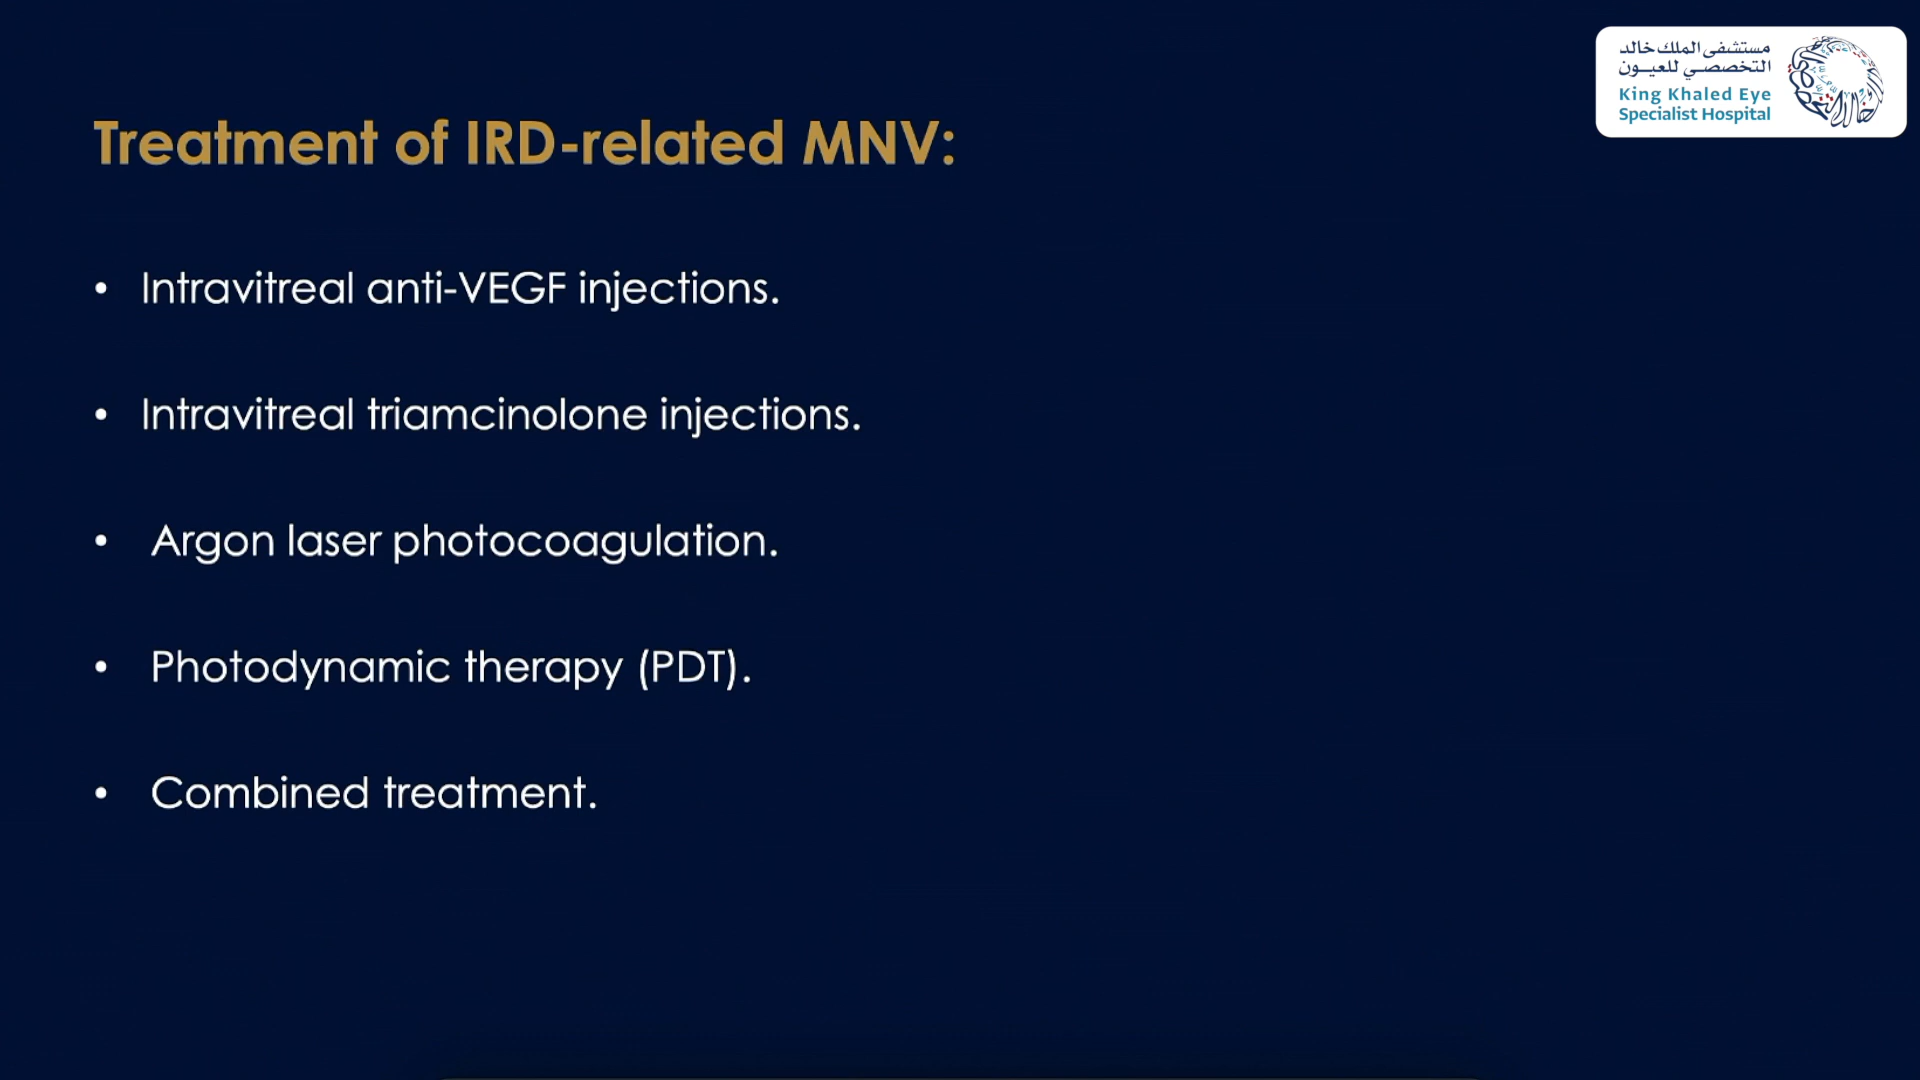 مستشفى الملك خالد
التخصصي للعيون
King Khaled Eye
Specialist Hospital
Treatment of IRD-related MNV:
• Intravitreal anti-VEGF injections.
• Intravitreal triamcinolone injections.
• Argon laser photocoagulation.
• Photodynamic therapy (PDT).
• Combined treatment.